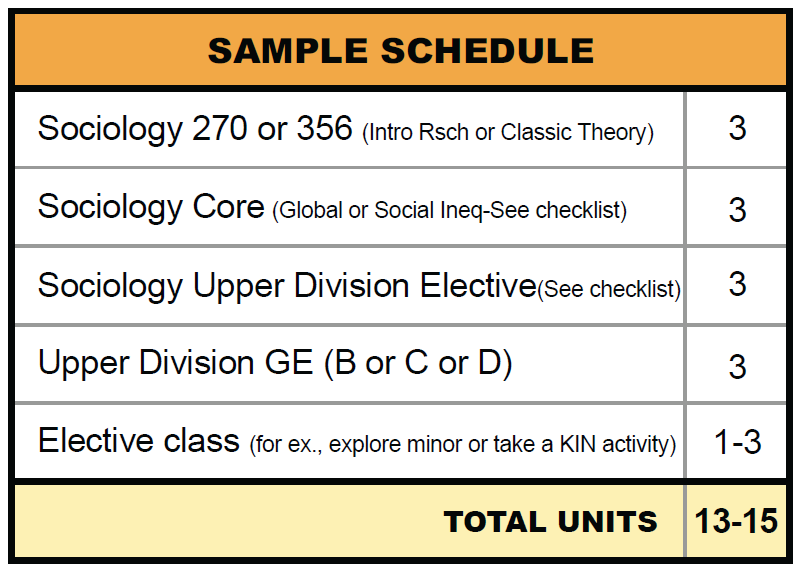 SAMPLE SCHEDULE
Sociology 270 or 356 (Intro Rsch or Classic Theory) 3
Sociology Core (Global or Social Ineq-See checklist) 3
Sociology Upper Division Elective(See checklist) 3
Upper Division GE (B or C or D) 3
Elective class (for ex., explore minor or take a KIN activity) 1-3
TOTAL UNITS 13-15